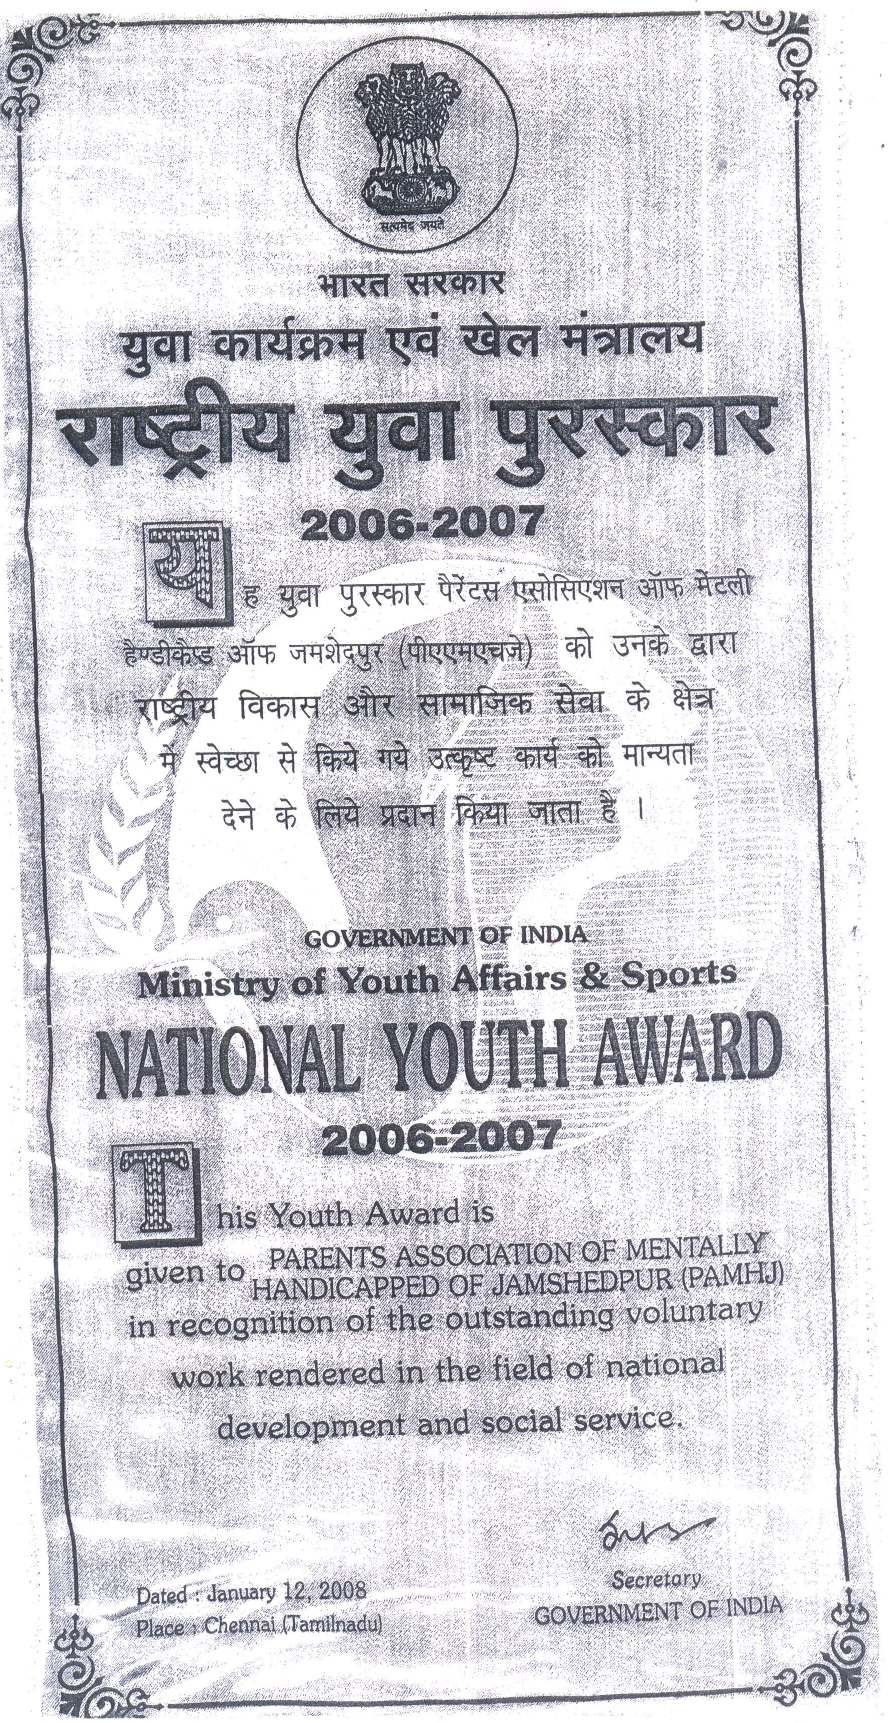 सत्यमेव जयते
भारत सरकार
युवा कार्यक्रम एवं खेल मंत्रालय
राष्ट्रीय युवा पुरस्कार
2006-2007
यह युवा पुरस्कार पैरेंटस एसोसिएशन ऑफ मेंटली
हैण्डीकैप्ड ऑफ जमशेदपुर (पीएएमएचजे) को उनके द्वारा
राष्ट्रीय विकास और सामाजिक सेवा के क्षेत्र
में स्वेच्छा से किये गये उत्कृष्ट कार्य को मान्यता
देने के लिये प्रदान किया जाता है ।
GOVERNMENT OF INDIA
Ministry of Youth Affairs & Sports
NATIONAL YOUTH AWARD
2006-2007
This Youth Award is
given to PARENTS ASSOCIATION OF MENTALLY
HANDICAPPED OF JAMSHEDPUR (PAMHJ)
in recognition of the outstanding voluntary
work rendered in the field of national
development and social service.
Dated : January 12, 2008
Place : Chennai (Tamilnadu)
Secretary
GOVERNMENT OF INDIA